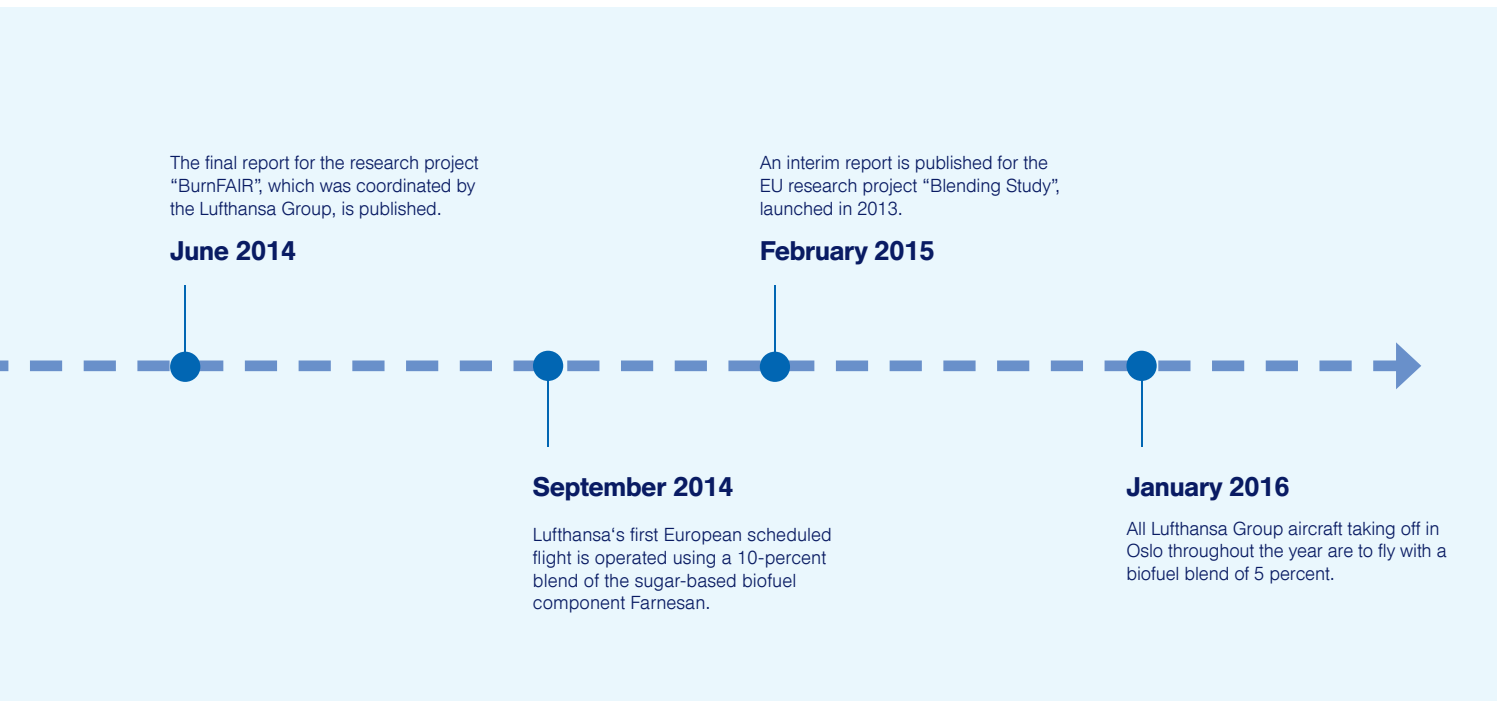 The final report for the research project
“BurnFAIR”, which was coordinated by
the Lufthansa Group, is published.
June 2014
September 2014
Lufthansa‘s first European scheduled
flight is operated using a 10-percent
blend of the sugar-based biofuel
component Farnesan.
An interim report is published for the
EU research project “Blending Study”,
launched in 2013.
February 2015
January 2016
All Lufthansa Group aircraft taking off in
Oslo throughout the year are to fly with a
biofuel blend of 5 percent.